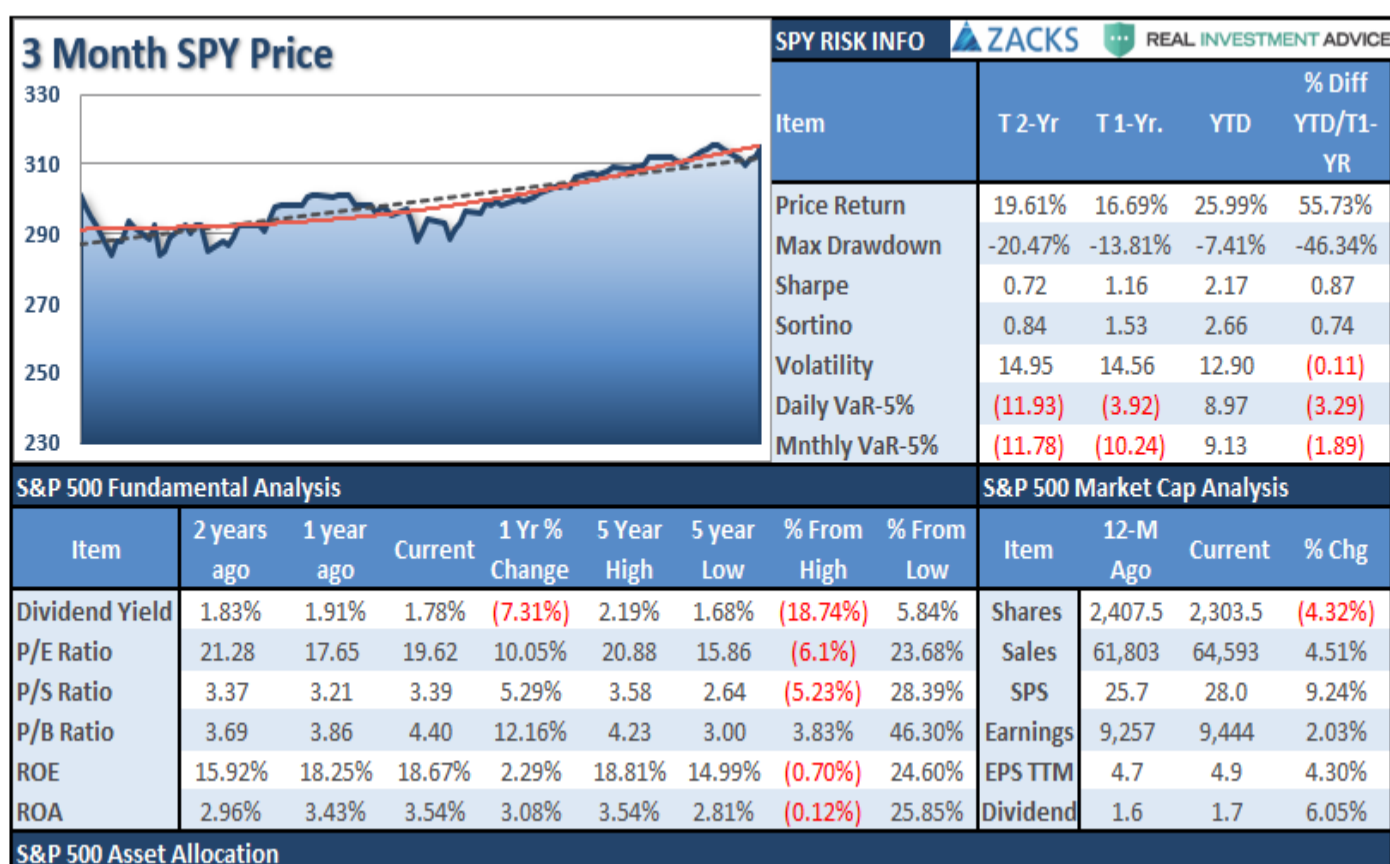 3 Month SPY Price
330
310
290
270
250
230
SPY RISK INFO ZACKS REAL INVESTMENT ADVICE
Item T 2-Yr T 1-Yr. YTD % Diff YTD/T1-YR
Price Return 19.61% 16.69% 25.99% 55.73%
Max Drawdown -20.47% -13.81% -7.41% -46.34%
Sharpe 0.72 1.16 2.17 0.87
Sortino 0.84 1.53 2.66 0.74
Volatility 14.95 14.56 12.90 (0.11)
Daily VaR-5% (11.93) (3.92) 8.97 (3.29)
Mnthly VaR-5% (11.78) (10.24) 9.13 (1.89)
S&P 500 Fundamental Analysis
Item 2 years ago 1 year ago Current 1 Yr % Change 5 Year High 5 year Low % From High % From Low
Dividend Yield 1.83% 1.91% 1.78% (7.31%) 2.19% 1.68% (18.74%) 5.84%
P/E Ratio 21.28 17.65 19.62 10.05% 20.88 15.86 (6.1%) 23.68%
P/S Ratio 3.37 3.21 3.39 5.29% 3.58 2.64 (5.23%) 28.39%
P/B Ratio 3.69 3.86 4.40 12.16% 4.23 3.00 3.83% 46.30%
ROE 15.92% 18.25% 18.67% 2.29% 18.81% 14.99% (0.70%) 24.60%
ROA 2.96% 3.43% 3.54% 3.08% 3.54% 2.81% (0.12%) 25.85%
S&P 500 Market Cap Analysis
Item 12-M Ago Current % Chg
Shares 2,407.5 2,303.5 (4.32%)
Sales 61,803 64,593 4.51%
SPS 25.7 28.0 9.24%
Earnings 9,257 9,444 2.03%
EPS TTM 4.7 4.9 4.30%
Dividend 1.6 1.7 6.05%
S&P 500 Asset Allocation